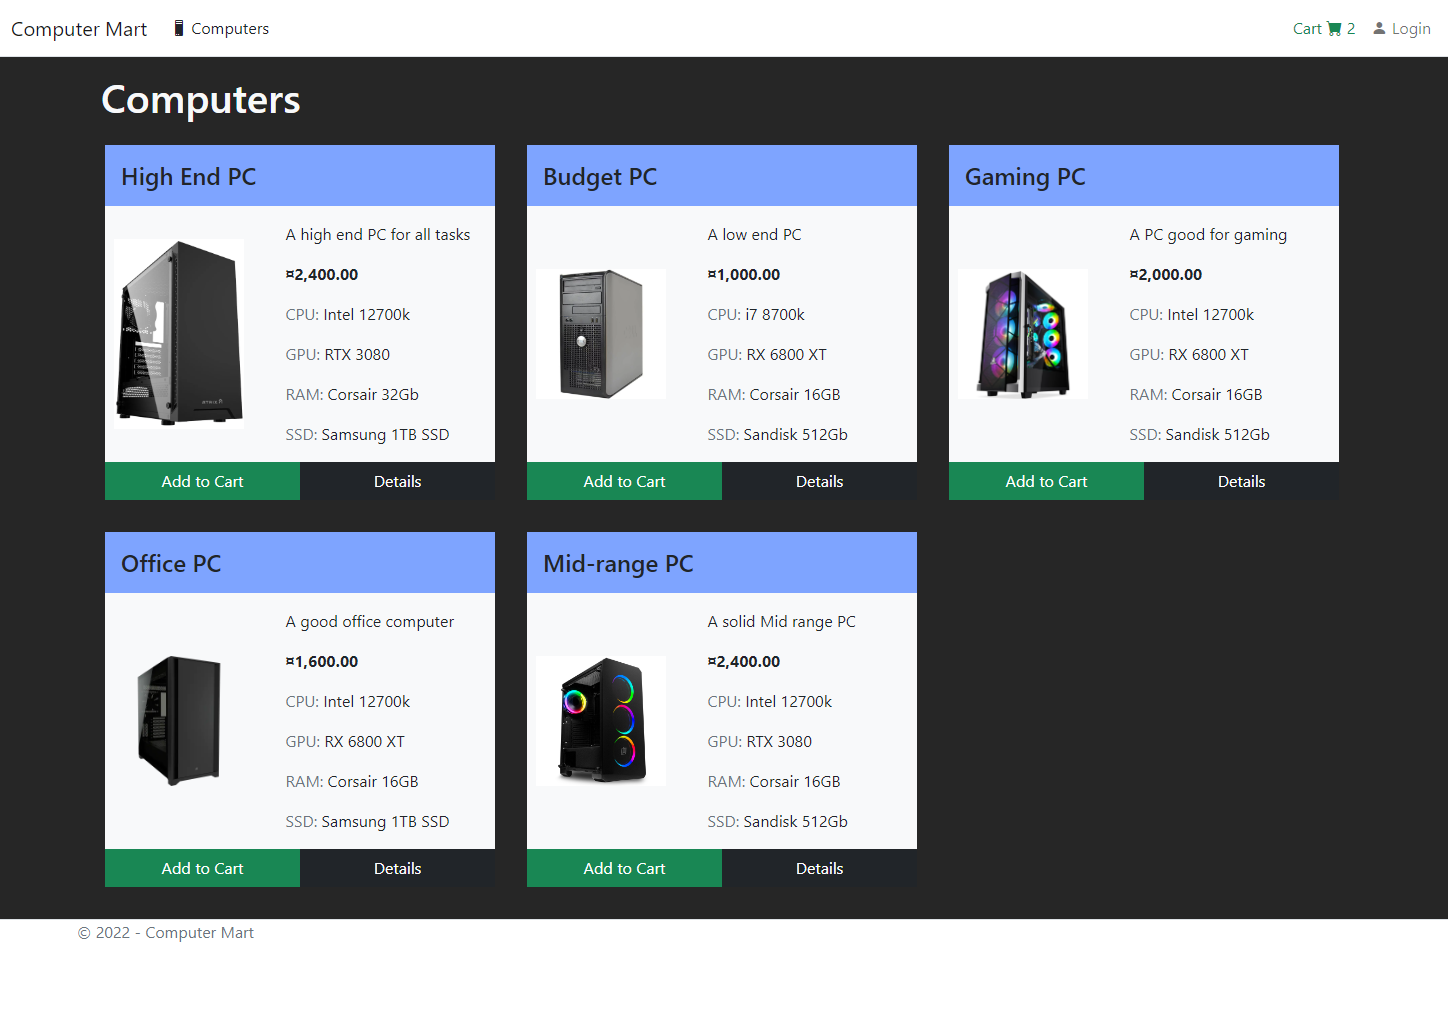 Computer Mart
Computers
Cart 2
Login
Computers
High End PC
A high end PC for all tasks
¤2,400.00
CPU: Intel 12700k
GPU: RTX 3080
RAM: Corsair 32Gb
SSD: Samsung 1TB SSD
Add to Cart
Details
Budget PC
A low end PC
¤1,000.00
CPU: i7 8700k
GPU: RX 6800 XT
RAM: Corsair 16GB
SSD: Sandisk 512Gb
Add to Cart
Details
Gaming PC
A PC good for gaming
¤2,000.00
CPU: Intel 12700k
GPU: RX 6800 XT
RAM: Corsair 16GB
SSD: Sandisk 512Gb
Add to Cart
Details
Office PC
A good office computer
¤1,600.00
CPU: Intel 12700k
GPU: RX 6800 XT
RAM: Corsair 16GB
SSD: Samsung 1TB SSD
Add to Cart
Details
Mid-range PC
A solid Mid range PC
¤2,400.00
CPU: Intel 12700k
GPU: RTX 3080
RAM: Corsair 16GB
SSD: Sandisk 512Gb
Add to Cart
Details
© 2022 - Computer Mart